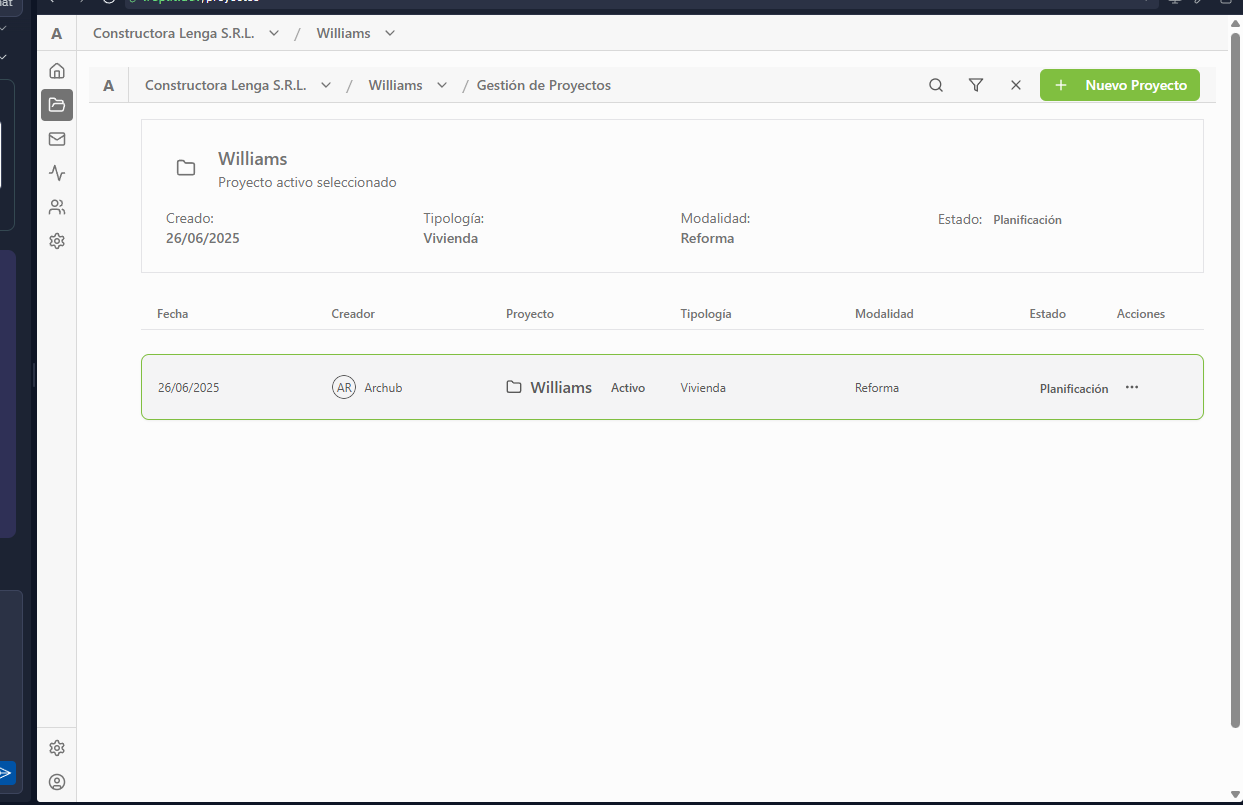 A Constructora Lenga S.R.L. / Williams
A Constructora Lenga S.R.L. / Williams / Gestión de Proyectos + Nuevo Proyecto
Williams
Proyecto activo seleccionado
Creado: Tipología: Modalidad: Estado: Planificación
26/06/2025 Vivienda Reforma
Fecha Creador Proyecto Tipología Modalidad Estado Acciones
26/06/2025 AR Archub Williams Activo Vivienda Reforma Planificación ···